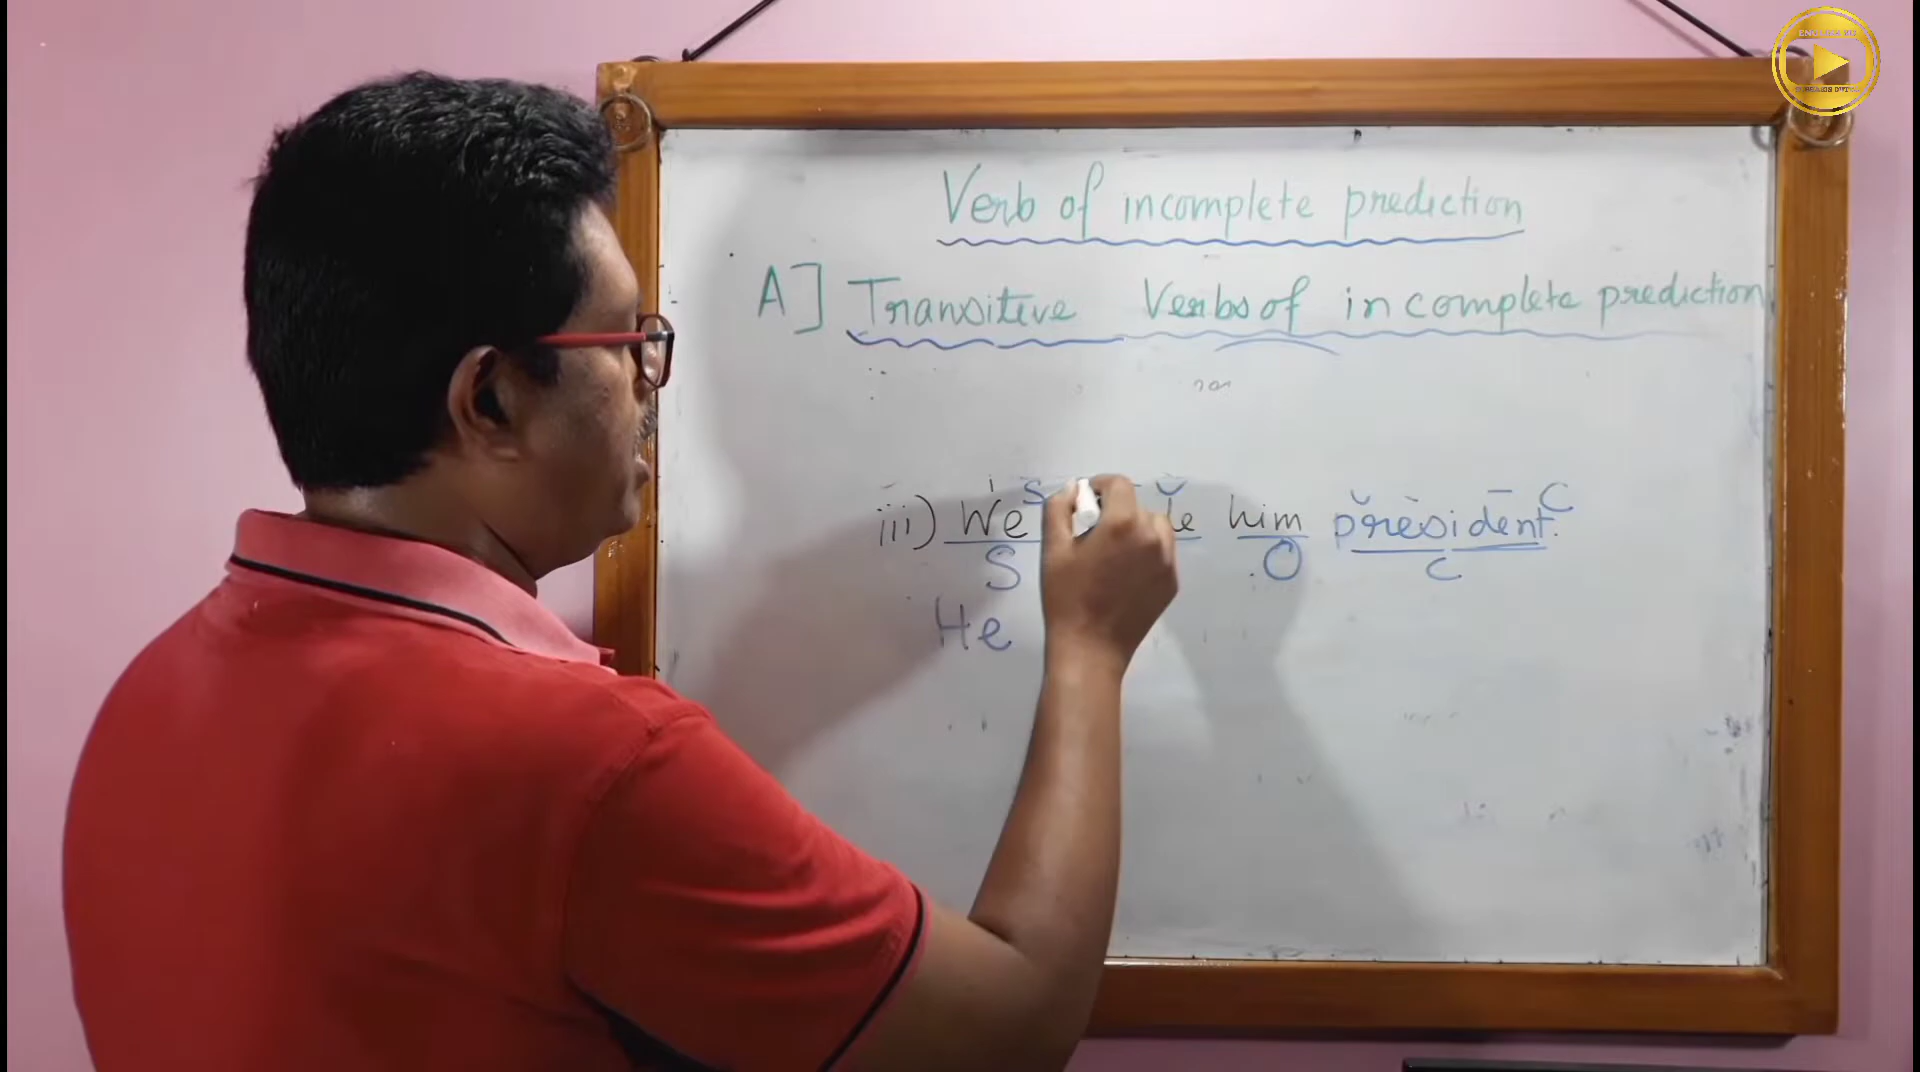 Verb of incomplete prediction
A] Transitive Verbs of incomplete prediction
iii) We him president.
S O C
He